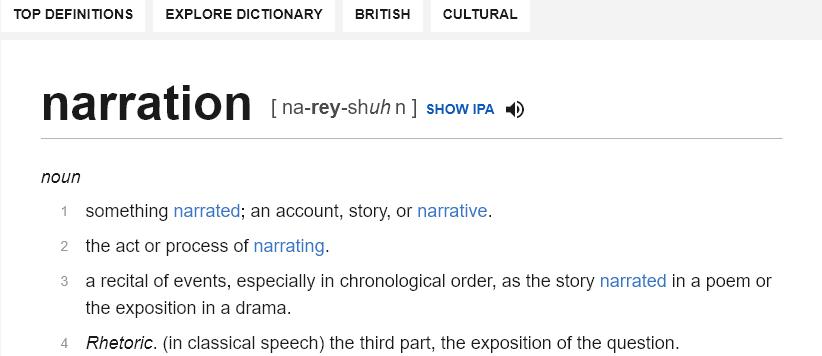 TOP DEFINITIONS EXPLORE DICTIONARY BRITISH CULTURAL
narration [ na-rey-shuh n ] SHOW IPA
noun
1 something narrated; an account, story, or narrative.
2 the act or process of narrating.
3 a recital of events, especially in chronological order, as the story narrated in a poem or
the exposition in a drama.
4 Rhetoric. (in classical speech) the third part, the exposition of the question.